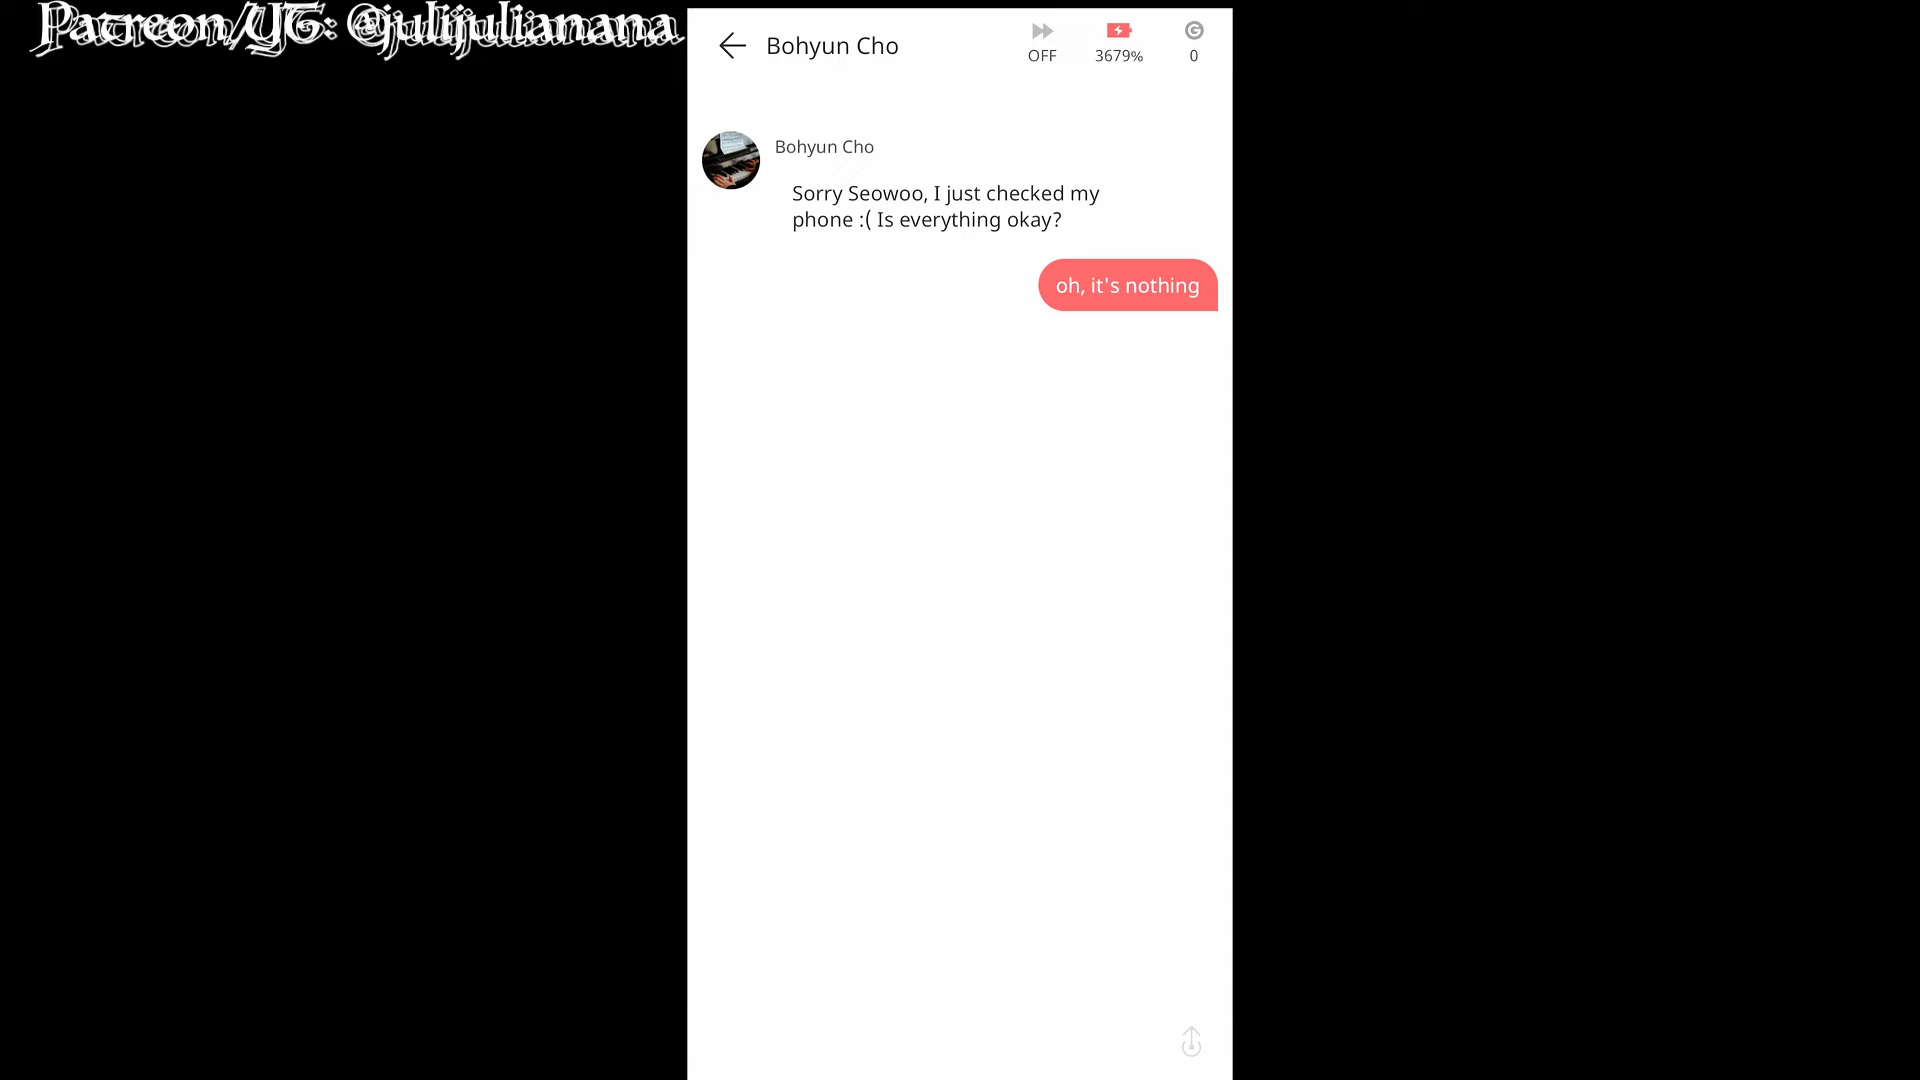 Patreon/YT: @julijulianana
Bohyun Cho
OFF
3679%
0
Bohyun Cho
Sorry Seowoo, I just checked my
phone :( Is everything okay?
oh, it's nothing